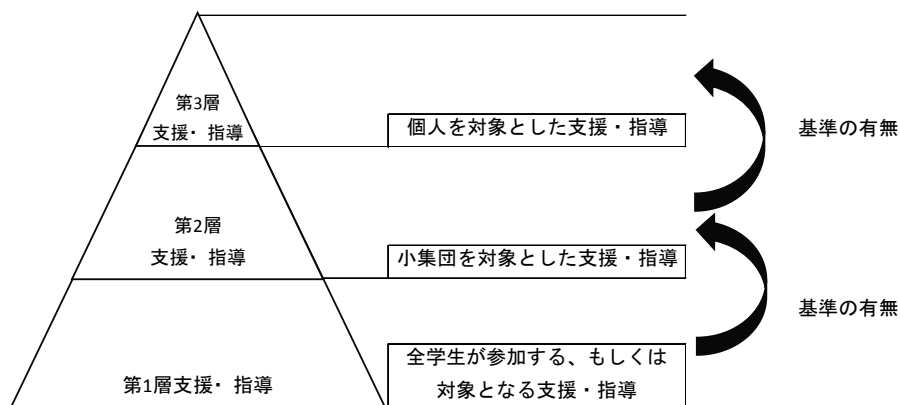 第3層
支援・指導
個人を対象とした支援・指導
基準の有無
第2層
支援・指導
小集団を対象とした支援・指導
基準の有無
第1層支援・指導
全学生が参加する、もしくは
対象となる支援・指導